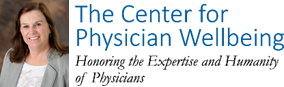 The Center for
Physician Wellbeing
Honoring the Expertise and Humanity
of Physicians